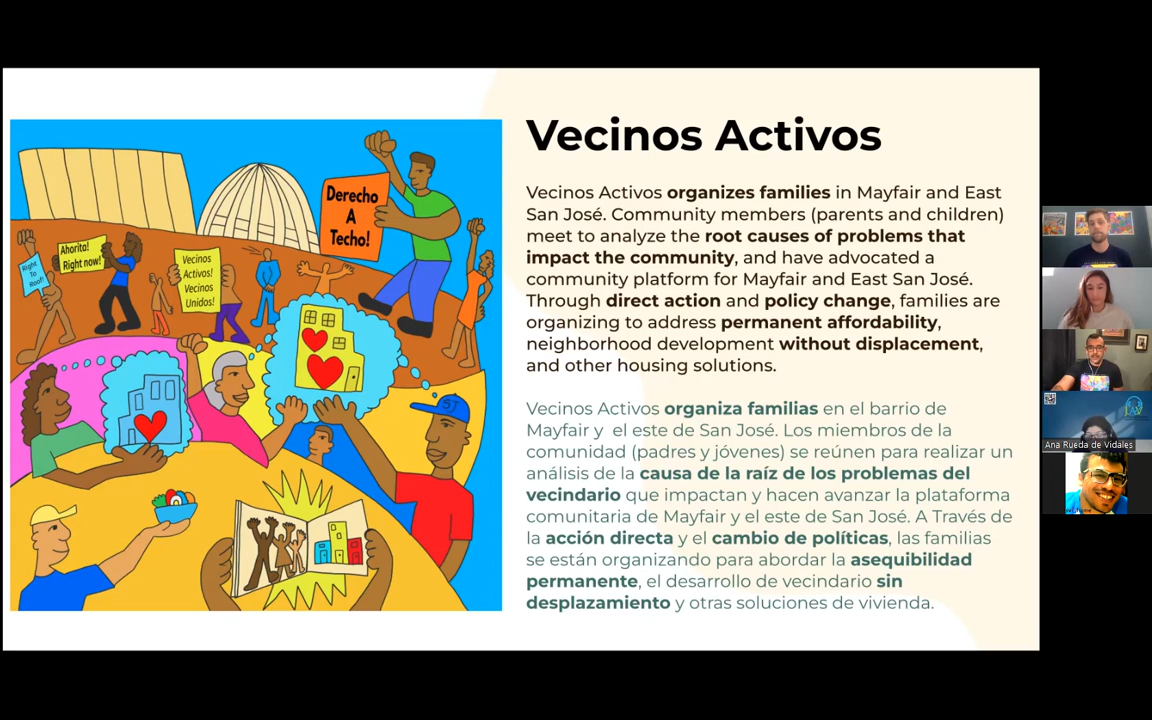 Vecinos Activos
Vecinos Activos organizes families in Mayfair and East
San José. Community members (parents and children)
meet to analyze the root causes of problems that
impact the community, and have advocated a
community platform for Mayfair and East San José.
Through direct action and policy change, families are
organizing to address permanent affordability,
neighborhood development without displacement,
and other housing solutions.
Vecinos Activos organiza familias en el barrio de
Mayfair y el este de San José. Los miembros de la
comunidad (padres y jóvenes) se reúnen para realizar un
análisis de la causa de la raíz de los problemas del
vecindario que impactan y hacen avanzar la plataforma
comunitaria de Mayfair y el este de San José. A Través de
la acción directa y el cambio de políticas, las familias
se están organizando para abordar la asequibilidad
permanente, el desarrollo de vecindario sin
desplazamiento y otras soluciones de vivienda.
Derecho
A
Techo!
Ahorita!
Right now!
Right
To
Roof!
Vecinos
Activos!
Vecinos
Unidos!
SJ
Ana Rueda de Vidales